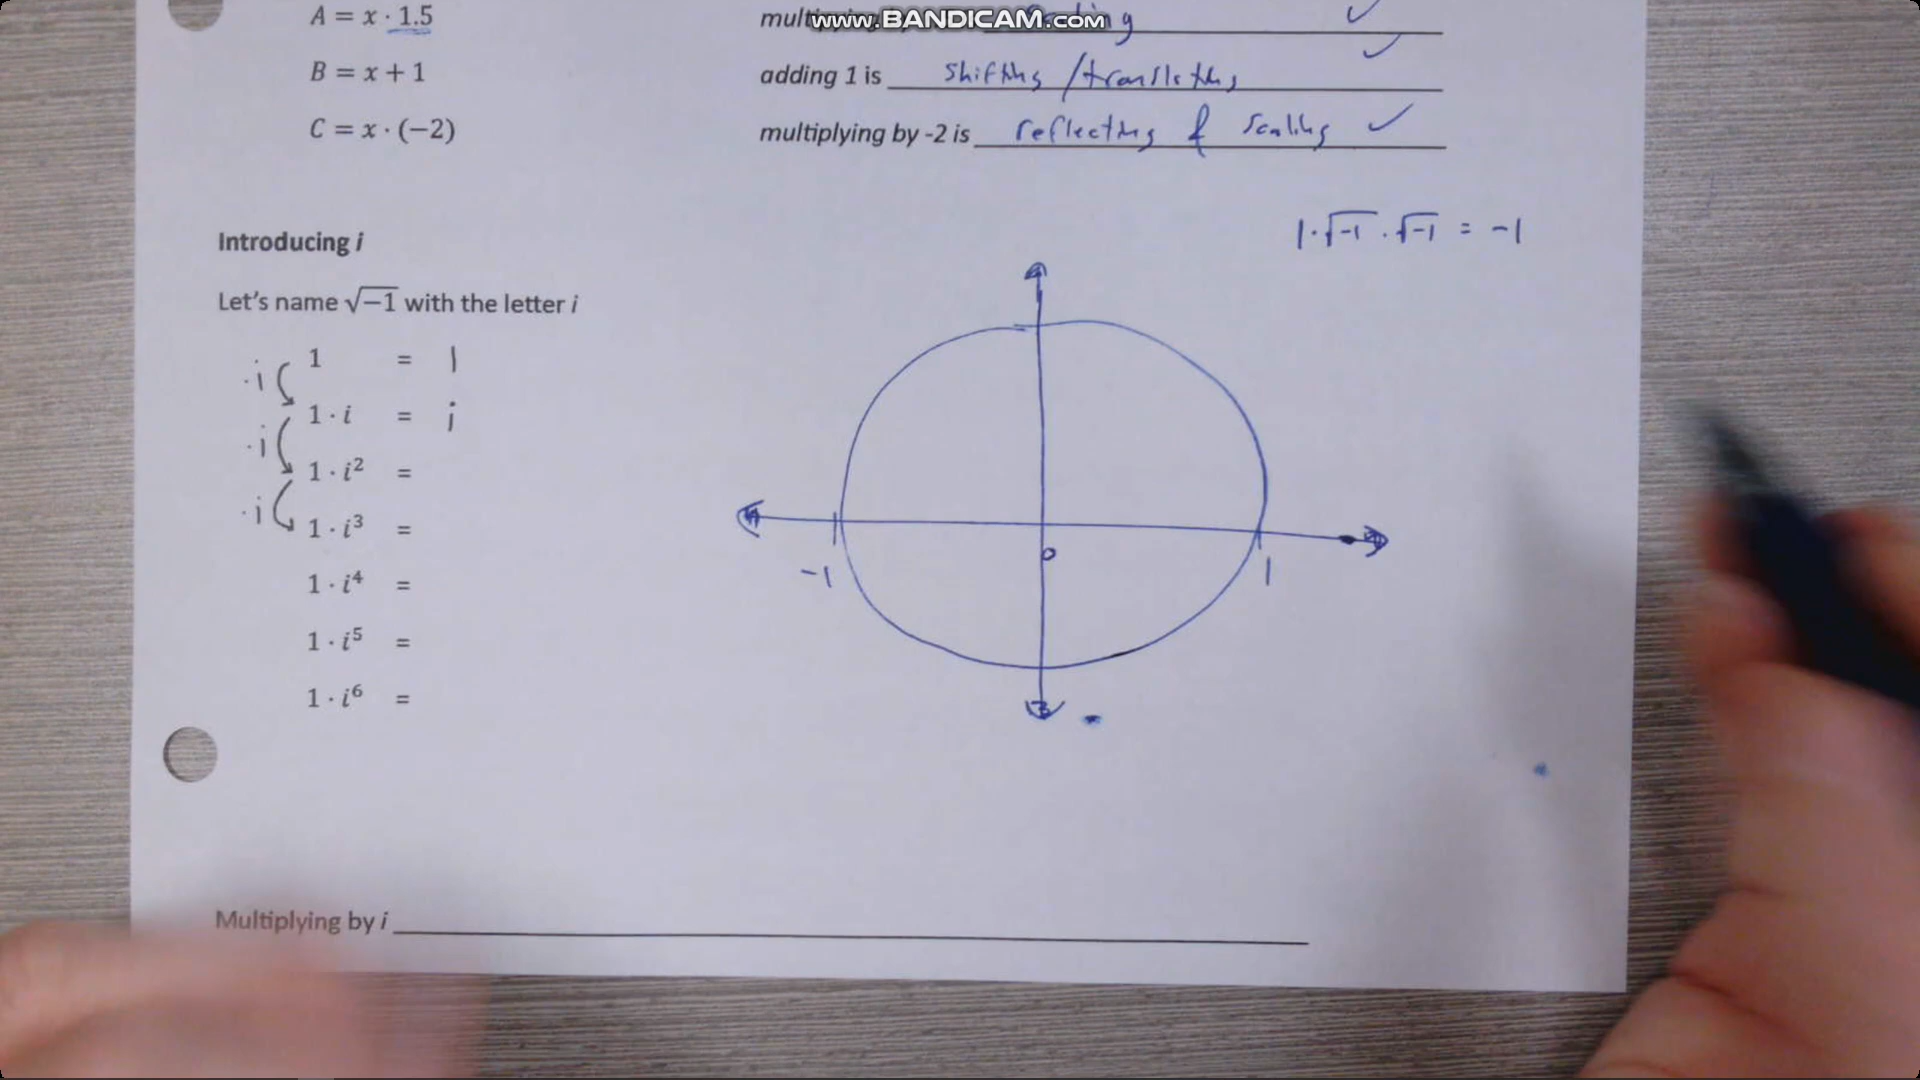 www.BANDICAM.com
A = x · 1.5
B = x + 1 adding 1 is shifting / translating ✓
C = x · (−2) multiplying by -2 is reflecting & scaling ✓
1·√-1 · √-1 = -1
Introducing i
Let's name √−1 with the letter i
1 = 1
·i
1 · i = i
·i
1 · i² =
·i
1 · i³ =
1 · i⁴ =
1 · i⁵ =
1 · i⁶ =
-1 0 1
Multiplying by i